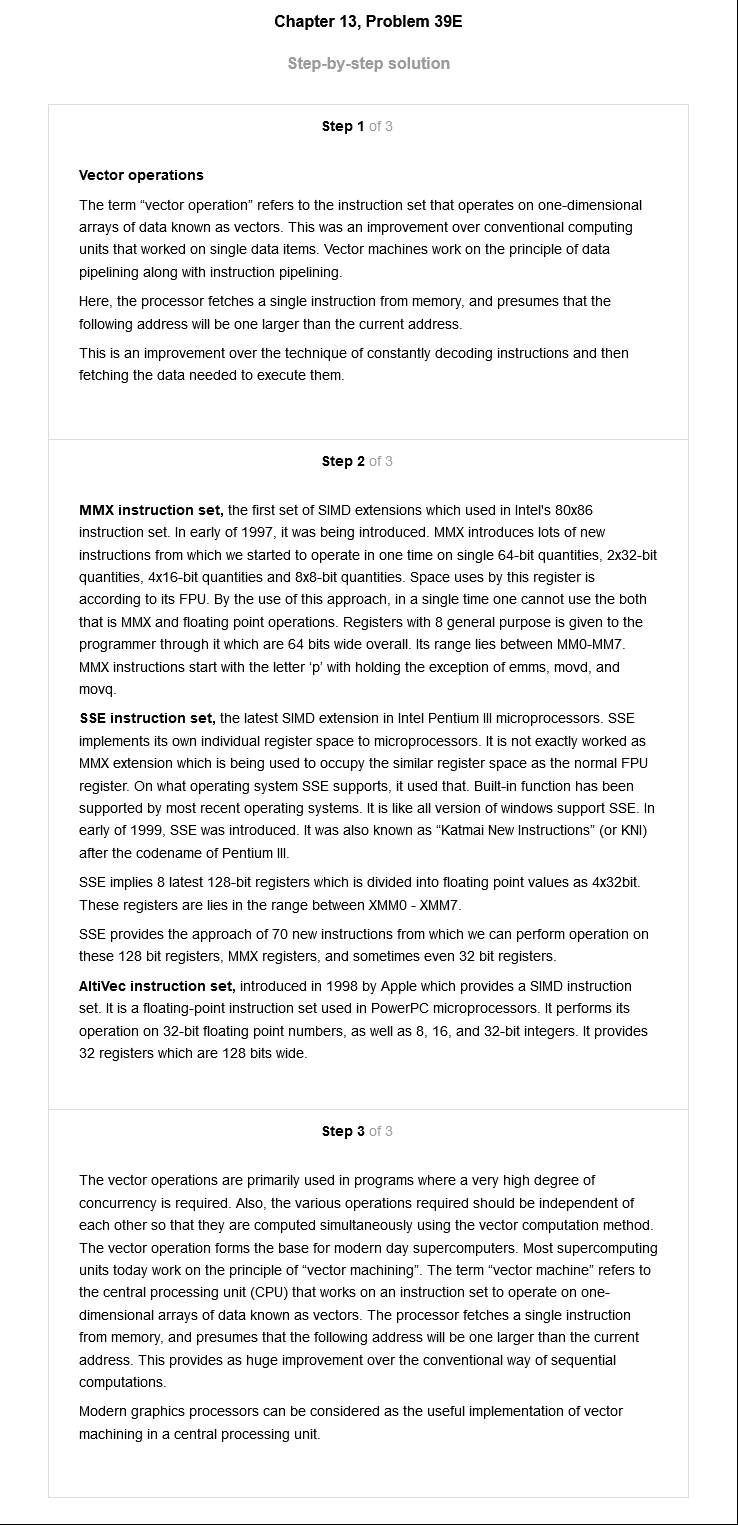 Chapter 13, Problem 39E
Step-by-step solution
Step 1 of 3
Vector operations
The term “vector operation” refers to the instruction set that operates on one-dimensional
arrays of data known as vectors. This was an improvement over conventional computing
units that worked on single data items. Vector machines work on the principle of data
pipelining along with instruction pipelining.
Here, the processor fetches a single instruction from memory, and presumes that the
following address will be one larger than the current address.
This is an improvement over the technique of constantly decoding instructions and then
fetching the data needed to execute them.
Step 2 of 3
MMX instruction set, the first set of SIMD extensions which used in Intel's 80x86
instruction set. In early of 1997, it was being introduced. MMX introduces lots of new
instructions from which we started to operate in one time on single 64-bit quantities, 2x32-bit
quantities, 4x16-bit quantities and 8x8-bit quantities. Space uses by this register is
according to its FPU. By the use of this approach, in a single time one cannot use the both
that is MMX and floating point operations. Registers with 8 general purpose is given to the
programmer through it which are 64 bits wide overall. Its range lies between MM0-MM7.
MMX instructions start with the letter ‘p’ with holding the exception of emms, movd, and
movq.
SSE instruction set, the latest SIMD extension in Intel Pentium III microprocessors. SSE
implements its own individual register space to microprocessors. It is not exactly worked as
MMX extension which is being used to occupy the similar register space as the normal FPU
register. On what operating system SSE supports, it used that. Built-in function has been
supported by most recent operating systems. It is like all version of windows support SSE. In
early of 1999, SSE was introduced. It was also known as “Katmai New Instructions” (or KNI)
after the codename of Pentium III.
SSE implies 8 latest 128-bit registers which is divided into floating point values as 4x32bit.
These registers are lies in the range between XMM0 - XMM7.
SSE provides the approach of 70 new instructions from which we can perform operation on
these 128 bit registers, MMX registers, and sometimes even 32 bit registers.
AltiVec instruction set, introduced in 1998 by Apple which provides a SIMD instruction
set. It is a floating-point instruction set used in PowerPC microprocessors. It performs its
operation on 32-bit floating point numbers, as well as 8, 16, and 32-bit integers. It provides
32 registers which are 128 bits wide.
Step 3 of 3
The vector operations are primarily used in programs where a very high degree of
concurrency is required. Also, the various operations required should be independent of
each other so that they are computed simultaneously using the vector computation method.
The vector operation forms the base for modern day supercomputers. Most supercomputing
units today work on the principle of “vector machining”. The term “vector machine” refers to
the central processing unit (CPU) that works on an instruction set to operate on one-
dimensional arrays of data known as vectors. The processor fetches a single instruction
from memory, and presumes that the following address will be one larger than the current
address. This provides as huge improvement over the conventional way of sequential
computations.
Modern graphics processors can be considered as the useful implementation of vector
machining in a central processing unit.